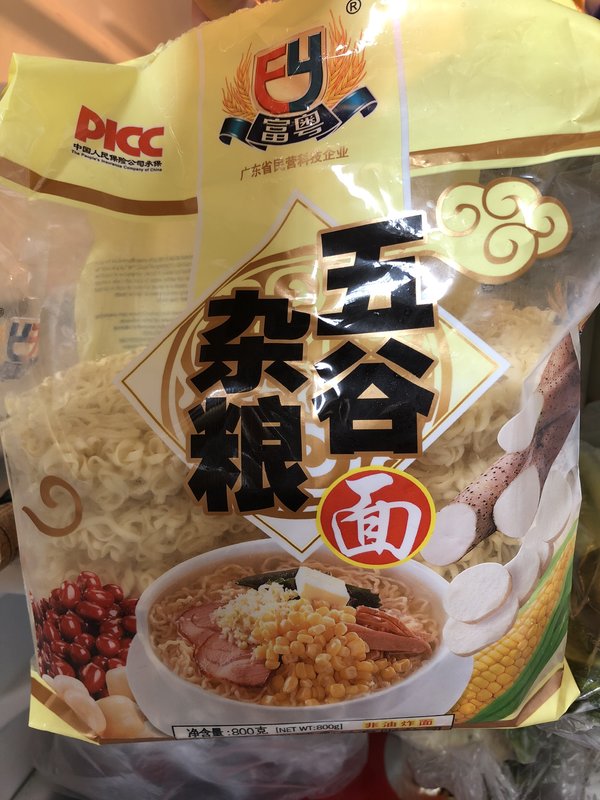 ®
FY
富粤
广东省民营科技企业
PICC
中国人民保险公司承保
The People's Insurance Company of China
五谷
杂粮
面
净含量:800克 [NET WT:800g]
非油炸面